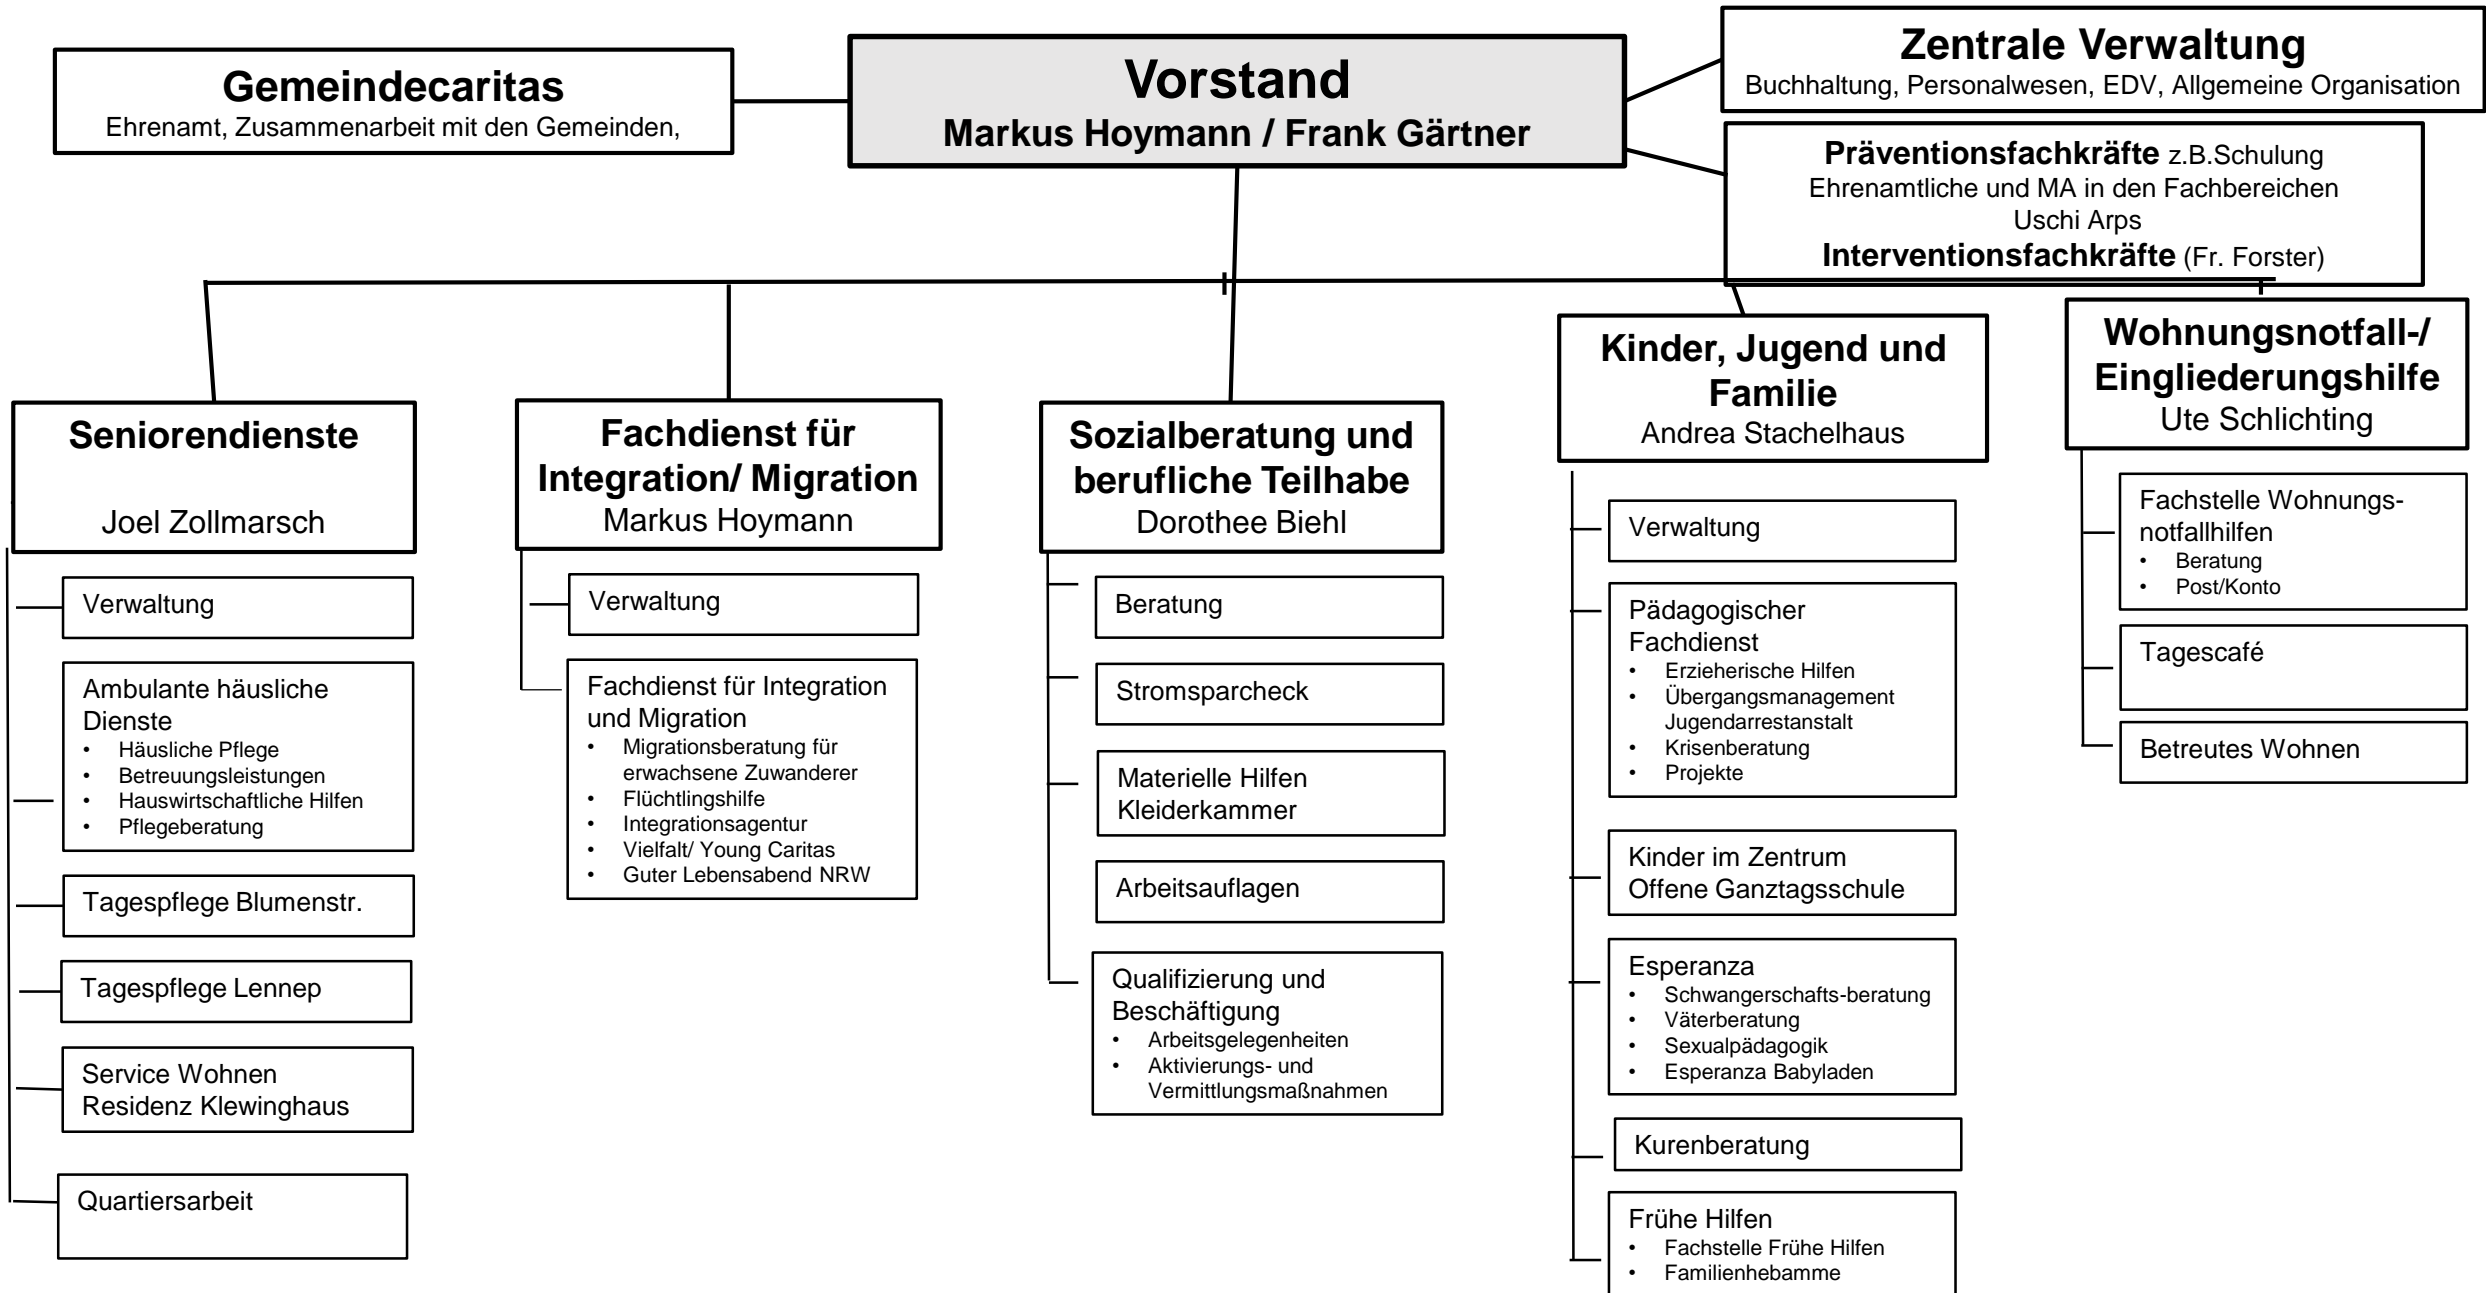 Gemeindecaritas
Ehrenamt, Zusammenarbeit mit den Gemeinden,
Vorstand
Markus Hoymann / Frank Gärtner
Zentrale Verwaltung
Buchhaltung, Personalwesen, EDV, Allgemeine Organisation
Präventionsfachkräfte z.B.Schulung
Ehrenamtliche und MA in den Fachbereichen
Uschi Arps
Interventionsfachkräfte (Fr. Forster)
Seniorendienste
Joel Zollmarsch
Verwaltung
Ambulante häusliche
Dienste
• Häusliche Pflege
• Betreuungsleistungen
• Hauswirtschaftliche Hilfen
• Pflegeberatung
Tagespflege Blumenstr.
Tagespflege Lennep
Service Wohnen
Residenz Klewinghaus
Quartiersarbeit
Fachdienst für
Integration/ Migration
Markus Hoymann
Verwaltung
Fachdienst für Integration
und Migration
• Migrationsberatung für
erwachsene Zuwanderer
• Flüchtlingshilfe
• Integrationsagentur
• Vielfalt/ Young Caritas
• Guter Lebensabend NRW
Sozialberatung und
berufliche Teilhabe
Dorothee Biehl
Beratung
Stromsparcheck
Materielle Hilfen
Kleiderkammer
Arbeitsauflagen
Qualifizierung und
Beschäftigung
• Arbeitsgelegenheiten
• Aktivierungs- und
Vermittlungsmaßnahmen
Kinder, Jugend und
Familie
Andrea Stachelhaus
Verwaltung
Pädagogischer
Fachdienst
• Erzieherische Hilfen
• Übergangsmanagement
Jugendarrestanstalt
• Krisenberatung
• Projekte
Kinder im Zentrum
Offene Ganztagsschule
Esperanza
• Schwangerschafts-beratung
• Väterberatung
• Sexualpädagogik
• Esperanza Babyladen
Kurenberatung
Frühe Hilfen
• Fachstelle Frühe Hilfen
• Familienhebamme
Wohnungsnotfall-/
Eingliederungshilfe
Ute Schlichting
Fachstelle Wohnungs-
notfallhilfen
• Beratung
• Post/Konto
Tagescafé
Betreutes Wohnen